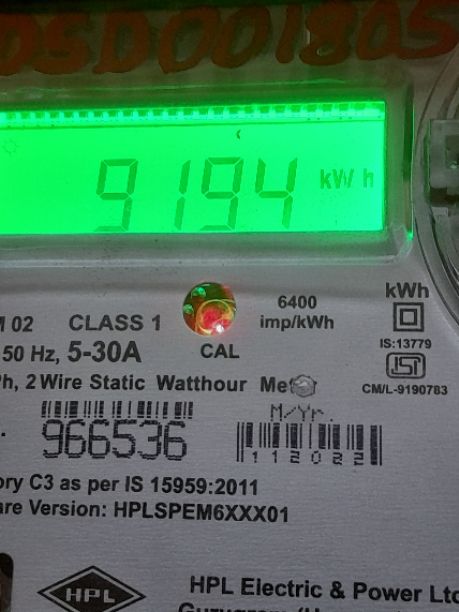 DSD001805
9194 kWh
kWh
6400
02 CLASS 1 imp/kWh
IS:13779
50 Hz, 5-30A CAL
2 Wire Static Watthour
CM/L-9190783
M/Yr.
966536
112022
C3 as per IS 15959:2011
Version: HPLSPEM6XXX01
HPL HPL Electric & Power Ltd